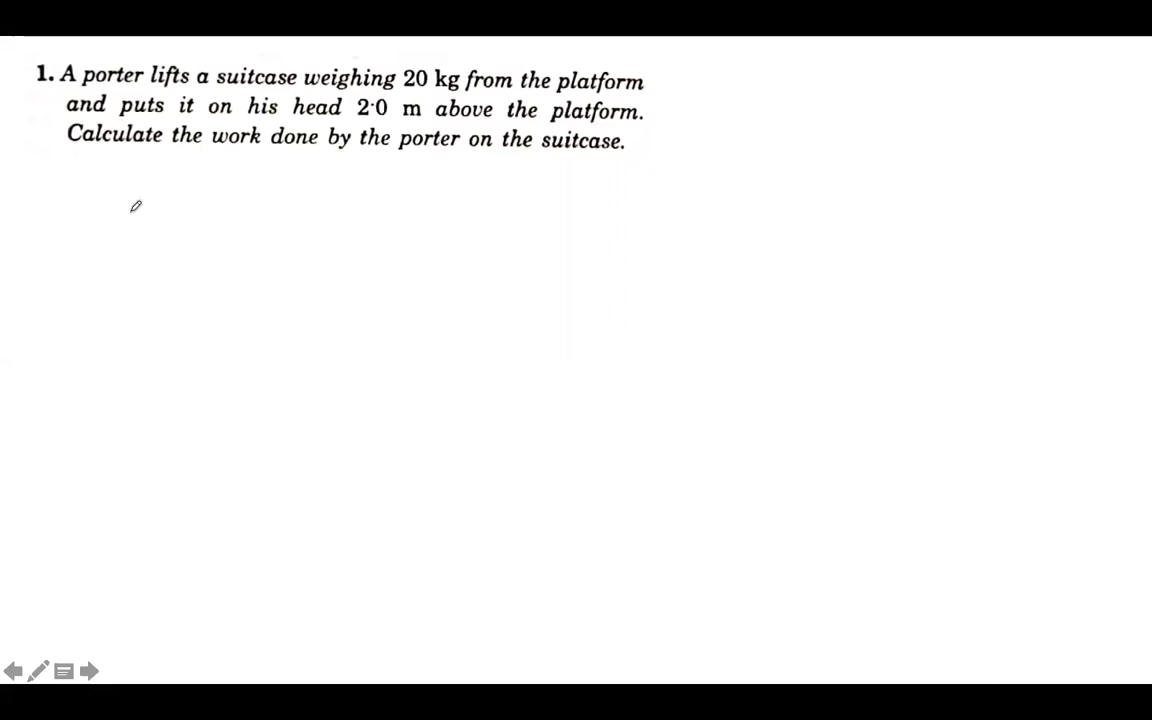 1. A porter lifts a suitcase weighing 20 kg from the platform
and puts it on his head 2·0 m above the platform.
Calculate the work done by the porter on the suitcase.